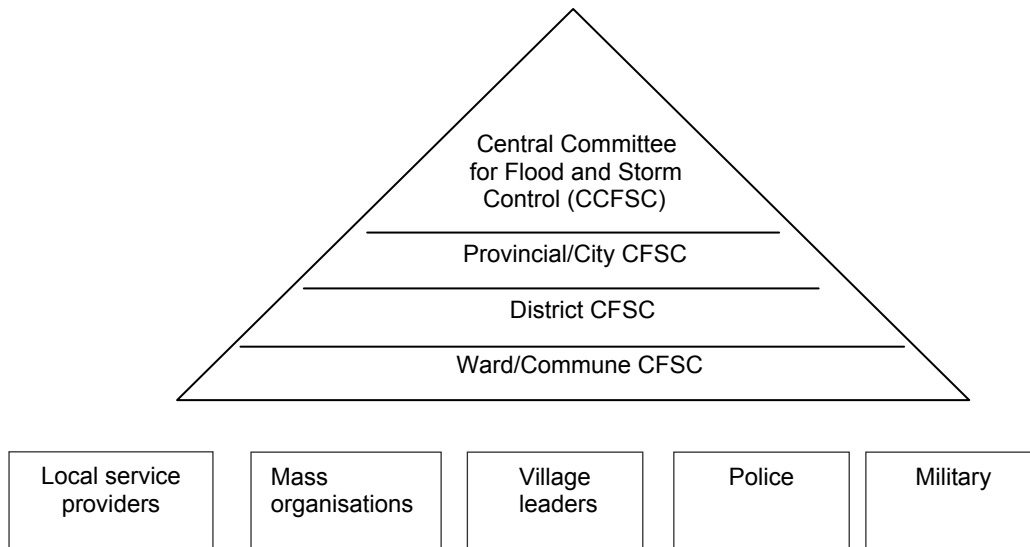 Central Committee
for Flood and Storm
Control (CCFSC)
Provincial/City CFSC
District CFSC
Ward/Commune CFSC
Local service
providers
Mass
organisations
Village
leaders
Police
Military